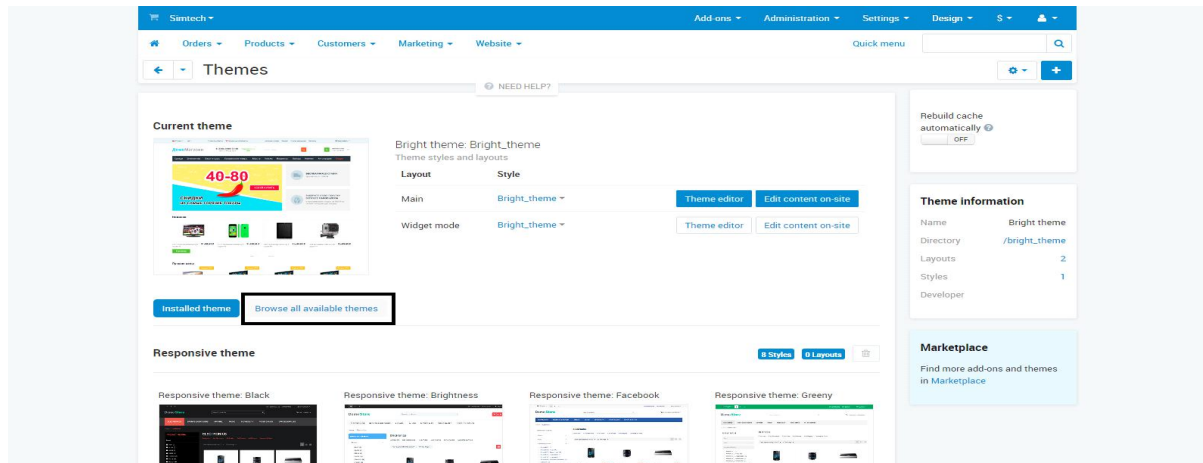 Simtech
Add-ons Administration Settings Design S
Orders Products Customers Marketing Website Quick menu
Themes
NEED HELP?
Current theme
40-80
Bright theme: Bright_theme
Theme styles and layouts
Layout Style
Main Bright_theme Theme editor Edit content on-site
Widget mode Bright_theme Theme editor Edit content on-site
Installed theme Browse all available themes
Responsive theme 8 Styles 0 Layouts
Responsive theme: Black Responsive theme: Brightness Responsive theme: Facebook Responsive theme: Greeny
Rebuild cache
automatically
OFF
Theme information
Name Bright theme
Directory /bright_theme
Layouts 2
Styles 1
Developer
Marketplace
Find more add-ons and themes
in Marketplace